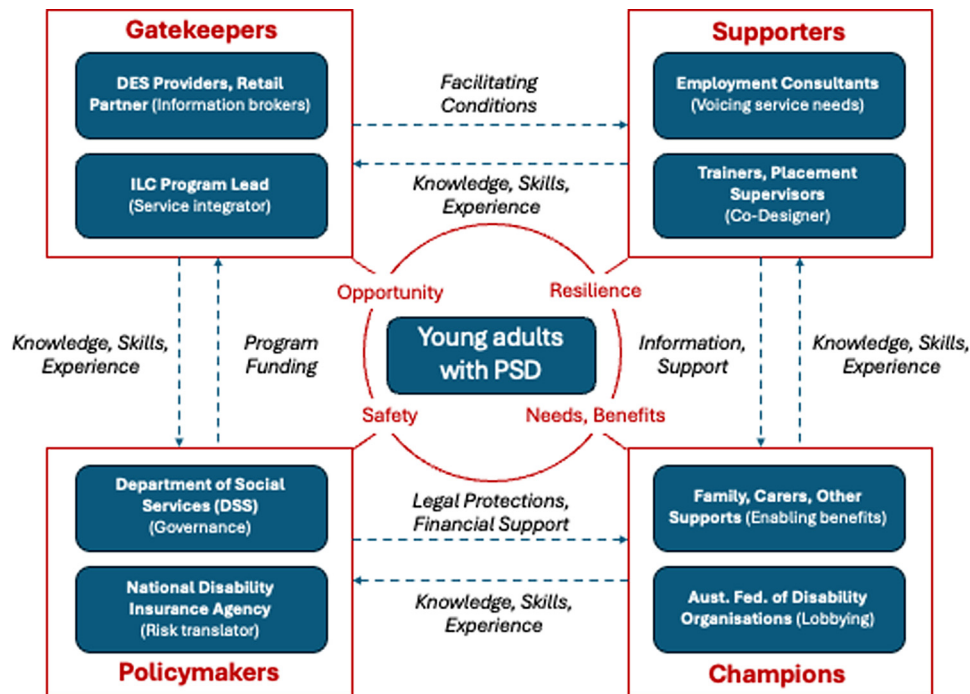 Gatekeepers
DES Providers, Retail
Partner (Information brokers)
ILC Program Lead
(Service integrator)
Facilitating
Conditions
Knowledge, Skills,
Experience
Supporters
Employment Consultants
(Voicing service needs)
Trainers, Placement
Supervisors
(Co-Designer)
Opportunity
Resilience
Young adults
with PSD
Safety
Needs, Benefits
Knowledge, Skills,
Experience
Program
Funding
Information,
Support
Knowledge, Skills,
Experience
Department of Social
Services (DSS)
(Governance)
National Disability
Insurance Agency
(Risk translator)
Policymakers
Legal Protections,
Financial Support
Knowledge, Skills,
Experience
Family, Carers, Other
Supports (Enabling benefits)
Aust. Fed. of Disability
Organisations (Lobbying)
Champions